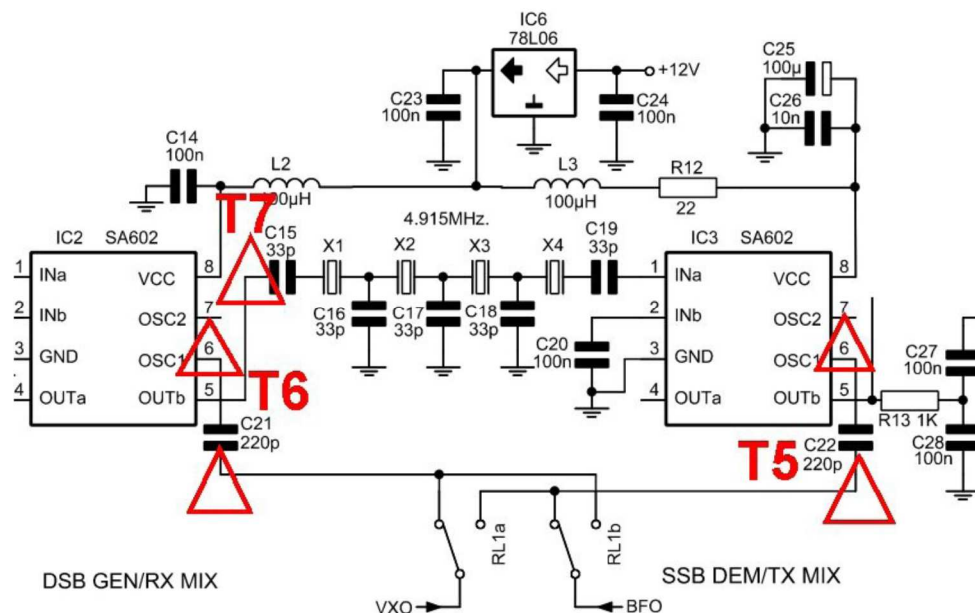 IC6
78L06
+12V
C23
100n
C24
100n
C25
100µ
C26
10n
C14
100n
L2
100µH
L3
100µH
R12
22
T7
4.915MHz.
IC2 SA602
C15
33p
X1
X2
X3
X4
C19
33p
IC3 SA602
1 INa
VCC 8
2 INb
OSC2 7
3 GND
OSC1 6
4 OUTa
OUTb 5
C16
33p
C17
33p
C18
33p
C20
100n
1 INa
VCC 8
2 INb
OSC2 7
3 GND
OSC1 6
4 OUTa
OUTb 5
C27
100n
R13 1K
C28
100n
T6
C21
220p
T5
C22
220p
RL1a
RL1b
DSB GEN/RX MIX
SSB DEM/TX MIX
VXO
BFO